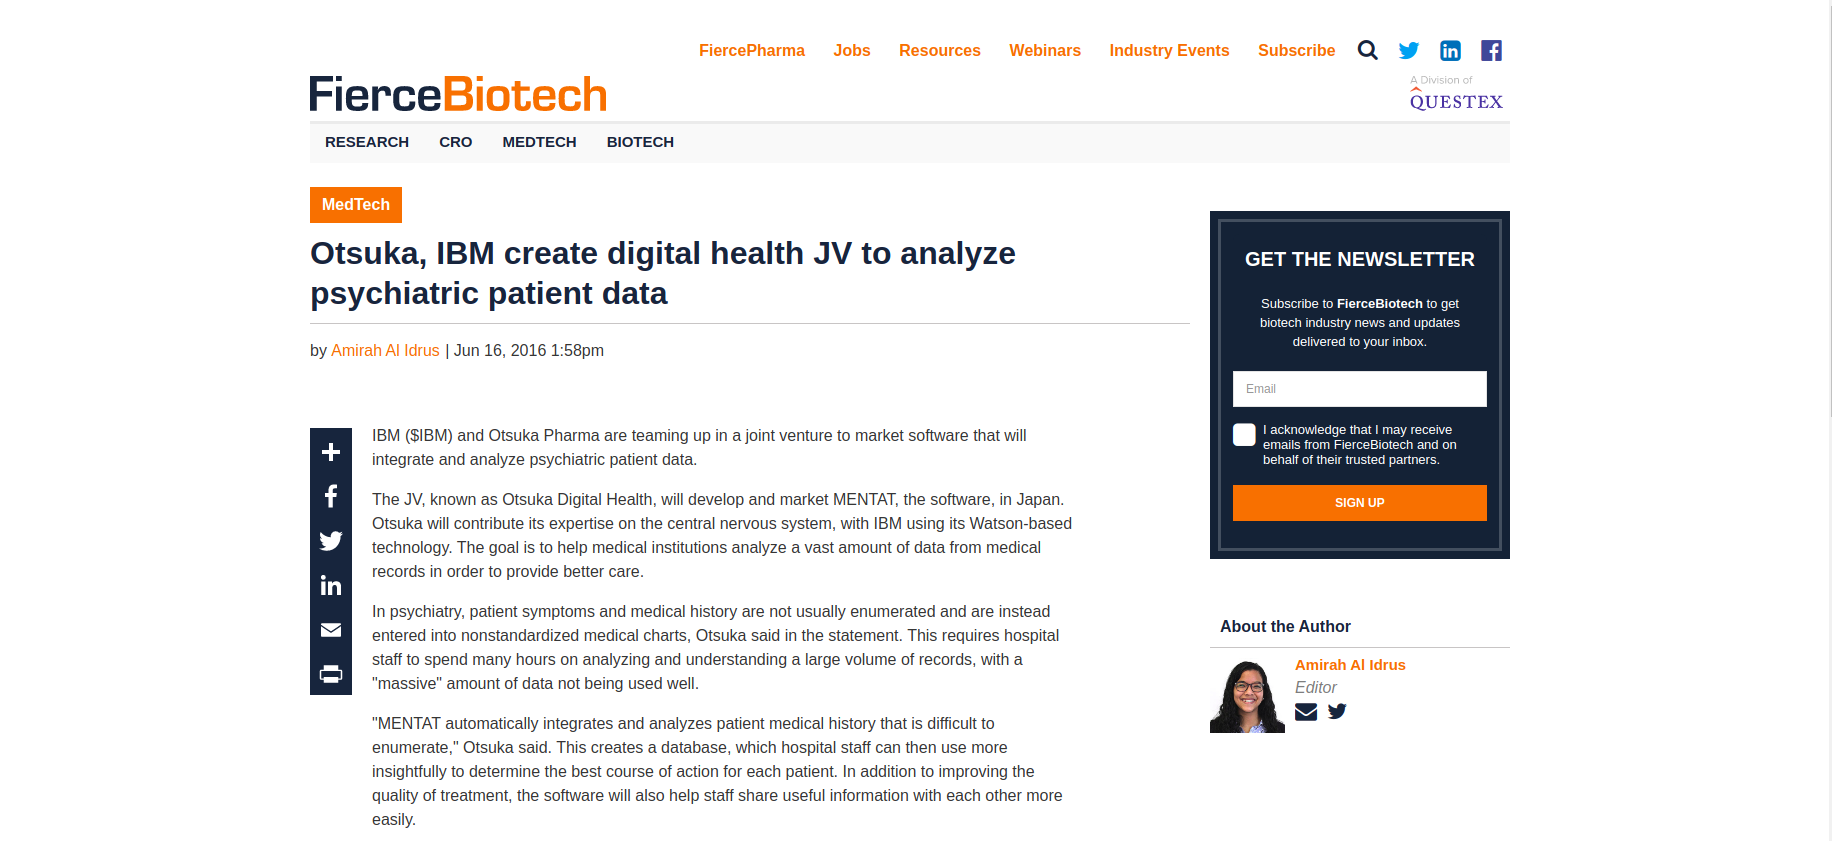 FiercePharma Jobs Resources Webinars Industry Events Subscribe
FierceBiotech
A Division of
QUESTEX
RESEARCH CRO MEDTECH BIOTECH
MedTech
Otsuka, IBM create digital health JV to analyze
psychiatric patient data
by Amirah Al Idrus | Jun 16, 2016 1:58pm
IBM ($IBM) and Otsuka Pharma are teaming up in a joint venture to market software that will
integrate and analyze psychiatric patient data.
The JV, known as Otsuka Digital Health, will develop and market MENTAT, the software, in Japan.
Otsuka will contribute its expertise on the central nervous system, with IBM using its Watson-based
technology. The goal is to help medical institutions analyze a vast amount of data from medical
records in order to provide better care.
In psychiatry, patient symptoms and medical history are not usually enumerated and are instead
entered into nonstandardized medical charts, Otsuka said in the statement. This requires hospital
staff to spend many hours on analyzing and understanding a large volume of records, with a
"massive" amount of data not being used well.
"MENTAT automatically integrates and analyzes patient medical history that is difficult to
enumerate," Otsuka said. This creates a database, which hospital staff can then use more
insightfully to determine the best course of action for each patient. In addition to improving the
quality of treatment, the software will also help staff share useful information with each other more
easily.
GET THE NEWSLETTER
Subscribe to FierceBiotech to get
biotech industry news and updates
delivered to your inbox.
Email
I acknowledge that I may receive
emails from FierceBiotech and on
behalf of their trusted partners.
SIGN UP
About the Author
Amirah Al Idrus
Editor